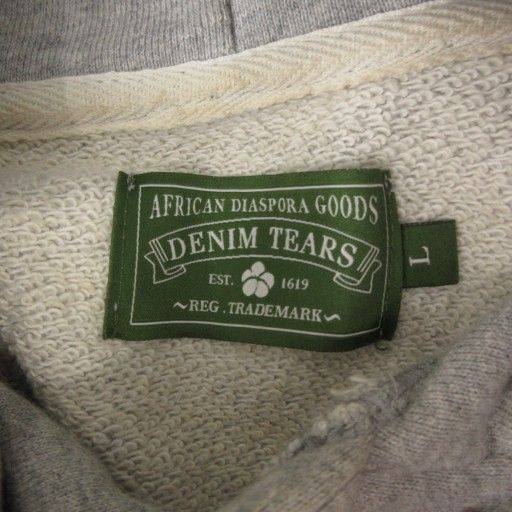 AFRICAN DIASPORA GOODS
DENIM TEARS
EST. 1619
~REG. TRADEMARK~
L